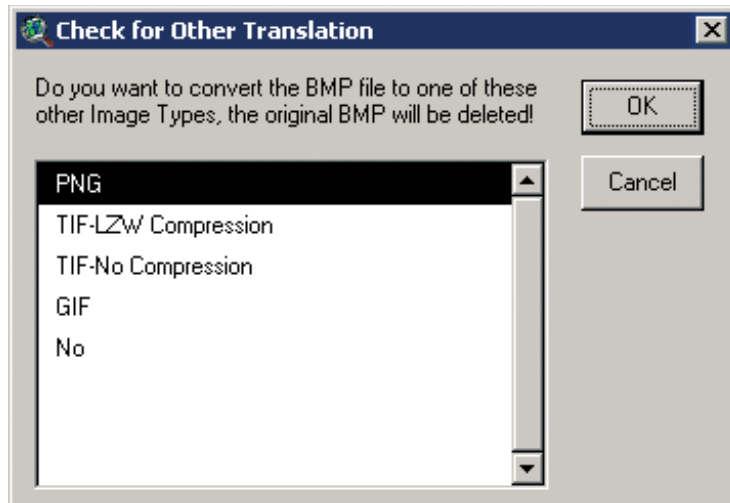 Check for Other Translation
Do you want to convert the BMP file to one of these
other Image Types, the original BMP will be deleted!
OK
Cancel
PNG
TIF-LZW Compression
TIF-No Compression
GIF
No